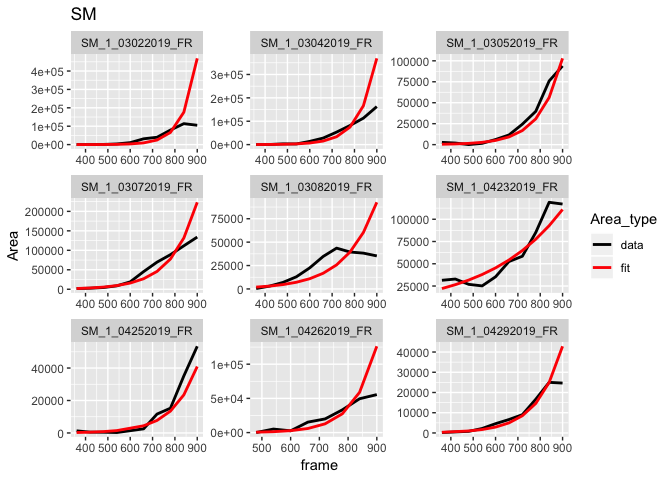 SM
SM_1_03022019_FR SM_1_03042019_FR SM_1_03052019_FR
4e+05
3e+05
2e+05
1e+05
0e+00
3e+05
2e+05
1e+05
0e+00
100000
75000
50000
25000
0
400 500 600 700 800 900 400 500 600 700 800 900 400 500 600 700 800 900
SM_1_03072019_FR SM_1_03082019_FR SM_1_04232019_FR
200000
150000
100000
50000
0
75000
50000
25000
0
100000
75000
50000
25000
400 500 600 700 800 900 400 500 600 700 800 900 400 500 600 700 800 900
SM_1_04252019_FR SM_1_04262019_FR SM_1_04292019_FR
40000
20000
0
1e+05
5e+04
0e+00
40000
30000
20000
10000
0
400 500 600 700 800 900 500 600 700 800 900 400 500 600 700 800 900
Area
frame
Area_type
data
fit